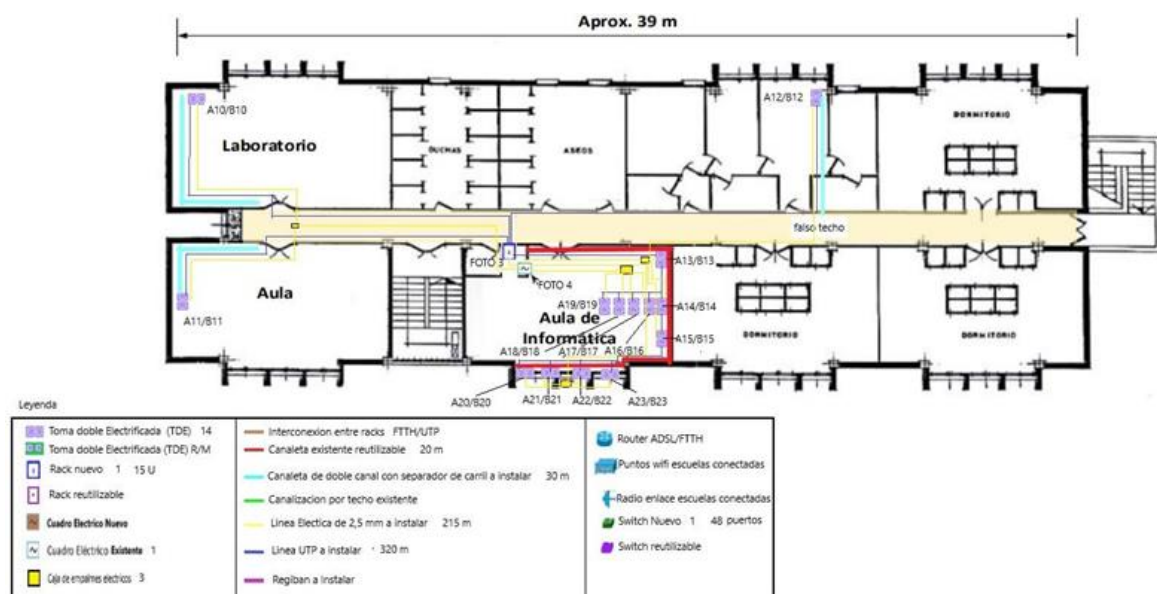 Aprox. 39 m
A10/B10
Laboratorio
DUCHAS
ASEOS
A12/B12
DORMITORIO
falso techo
FOTO 3
A13/B13
FOTO 4
Aula
A11/B11
A19/B19
A14/B14
Aula de
Informática
A15/B15
A18/B18
A17/B17
A16/B16
DORMITORIO
DORMITORIO
A20/B20
A21/B21
A22/B22
A23/B23
Leyenda
Toma doble Electrificada (TDE) 14
Toma doble Electrificada (TDE) R/M
Rack nuevo 1 15 U
Rack reutilizable
Cuadro Electrico Nuevo
Cuadro Eléctrico Existente 1
Caja de empalmes electricos 3
Interconexion entre racks FTTH/UTP
Canaleta existente reutilizable 20 m
Canaleta de doble canal con separador de carril a instalar 30 m
Canalizacion por techo existente
Linea Electica de 2,5 mm a instalar 215 m
Linea UTP a instalar · 320 m
Regiban a instalar
Router ADSL/FTTH
Puntos wifi escuelas conectadas
Radio enlace escuelas conectadas
Switch Nuevo 1 48 puertos
Switch reutilizable